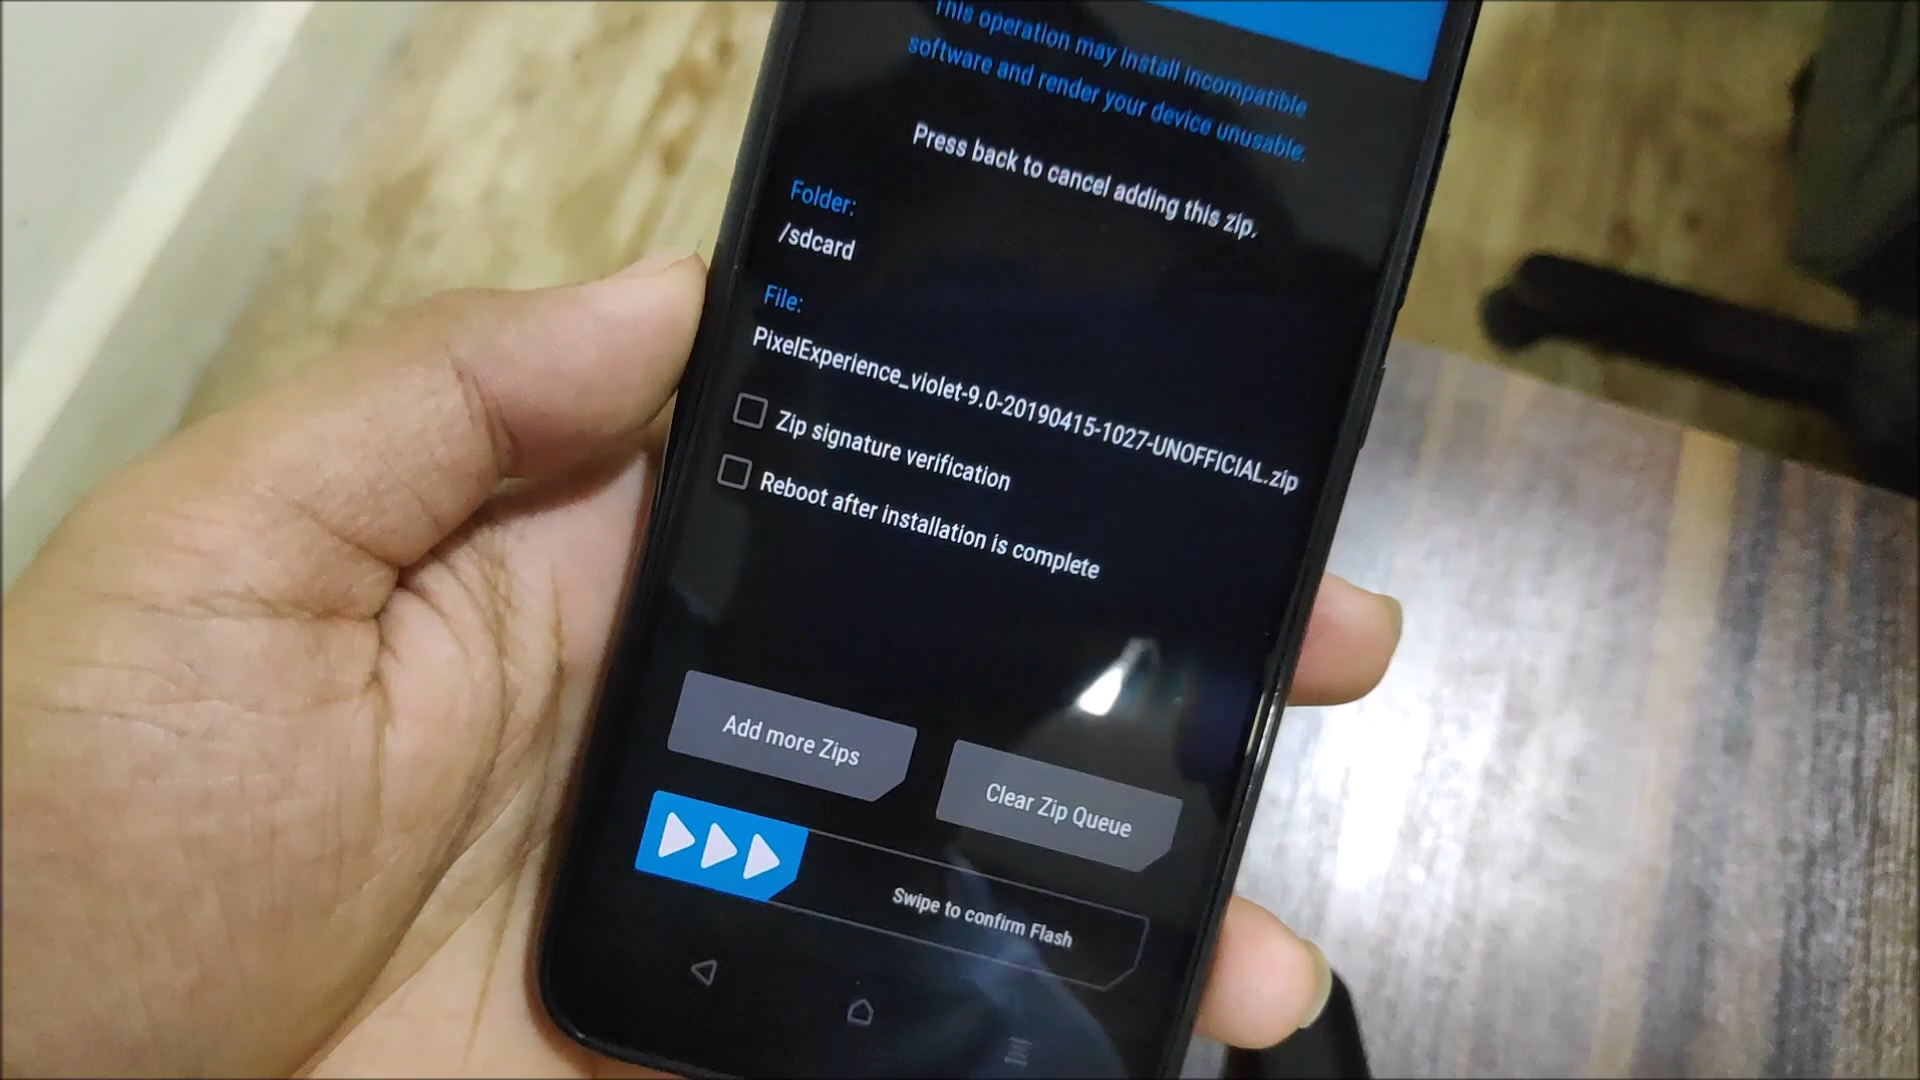 This operation may install incompatible
software and render your device unusable.
Press back to cancel adding this zip.
Folder:
/sdcard
File:
PixelExperience_violet-9.0-20190415-1027-UNOFFICIAL.zip
Zip signature verification
Reboot after installation is complete
Add more Zips
Clear Zip Queue
Swipe to confirm Flash